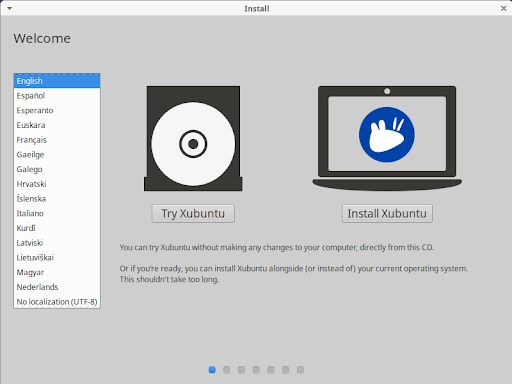 Install
Welcome
English
Español
Esperanto
Euskara
Français
Gaeilge
Galego
Hrvatski
Íslenska
Italiano
Kurdî
Latviski
Lietuviškai
Magyar
Nederlands
No localization (UTF-8)
Try Xubuntu
Install Xubuntu
You can try Xubuntu without making any changes to your computer, directly from this CD.
Or if you're ready, you can install Xubuntu alongside (or instead of) your current operating system.
This shouldn't take too long.